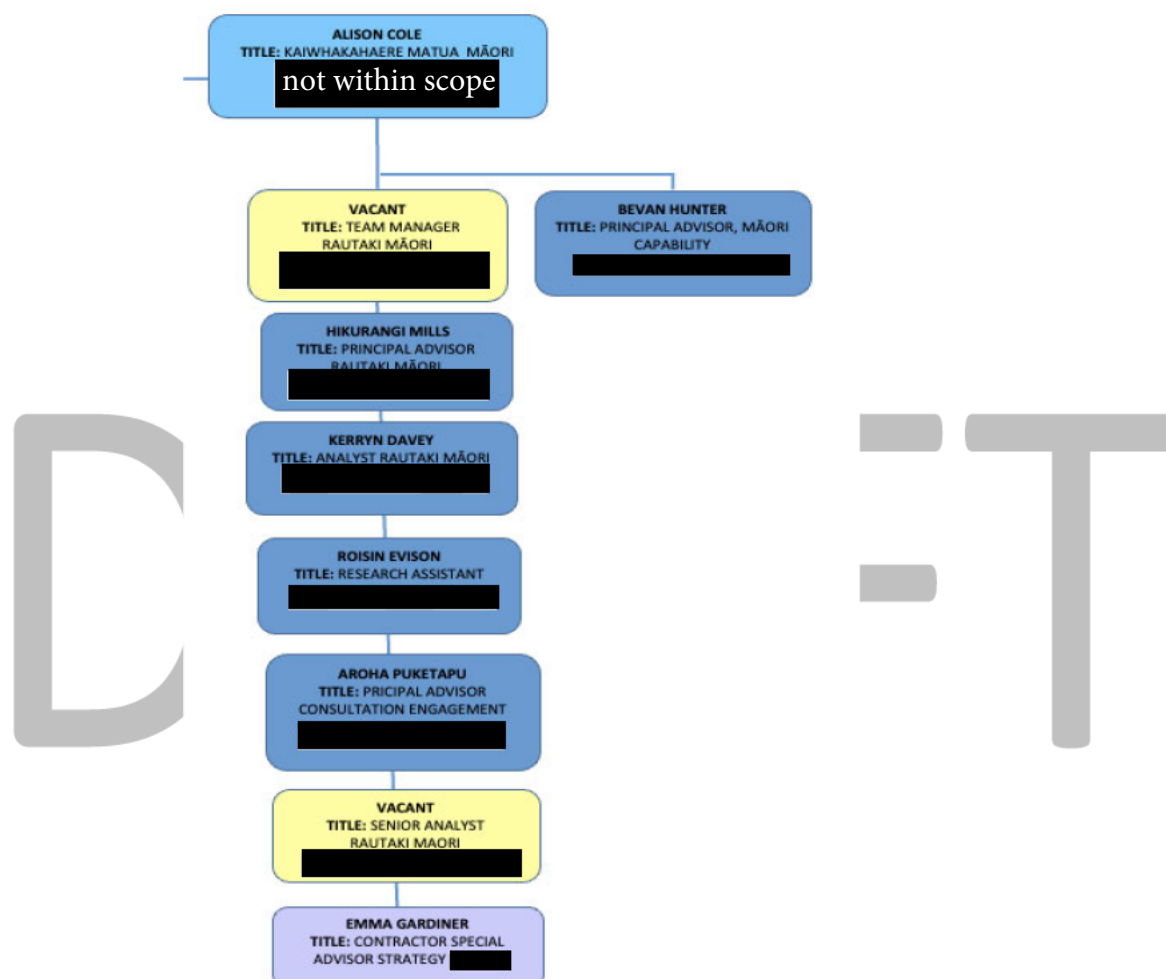 ALISON COLE
TITLE: KAIWHAKAHAERE MATUA MĀORI
not within scope
VACANT
TITLE: TEAM MANAGER
RAUTAKI MĀORI
BEVAN HUNTER
TITLE: PRINCIPAL ADVISOR, MĀORI
CAPABILITY
HIKURANGI MILLS
TITLE: PRINCIPAL ADVISOR
RAUTAKI MĀORI
KERRYN DAVEY
TITLE: ANALYST RAUTAKI MĀORI
ROISIN EVISON
TITLE: RESEARCH ASSISTANT
AROHA PUKETAPU
TITLE: PRICIPAL ADVISOR
CONSULTATION ENGAGEMENT
VACANT
TITLE: SENIOR ANALYST
RAUTAKI MAORI
EMMA GARDINER
TITLE: CONTRACTOR SPECIAL
ADVISOR STRATEGY